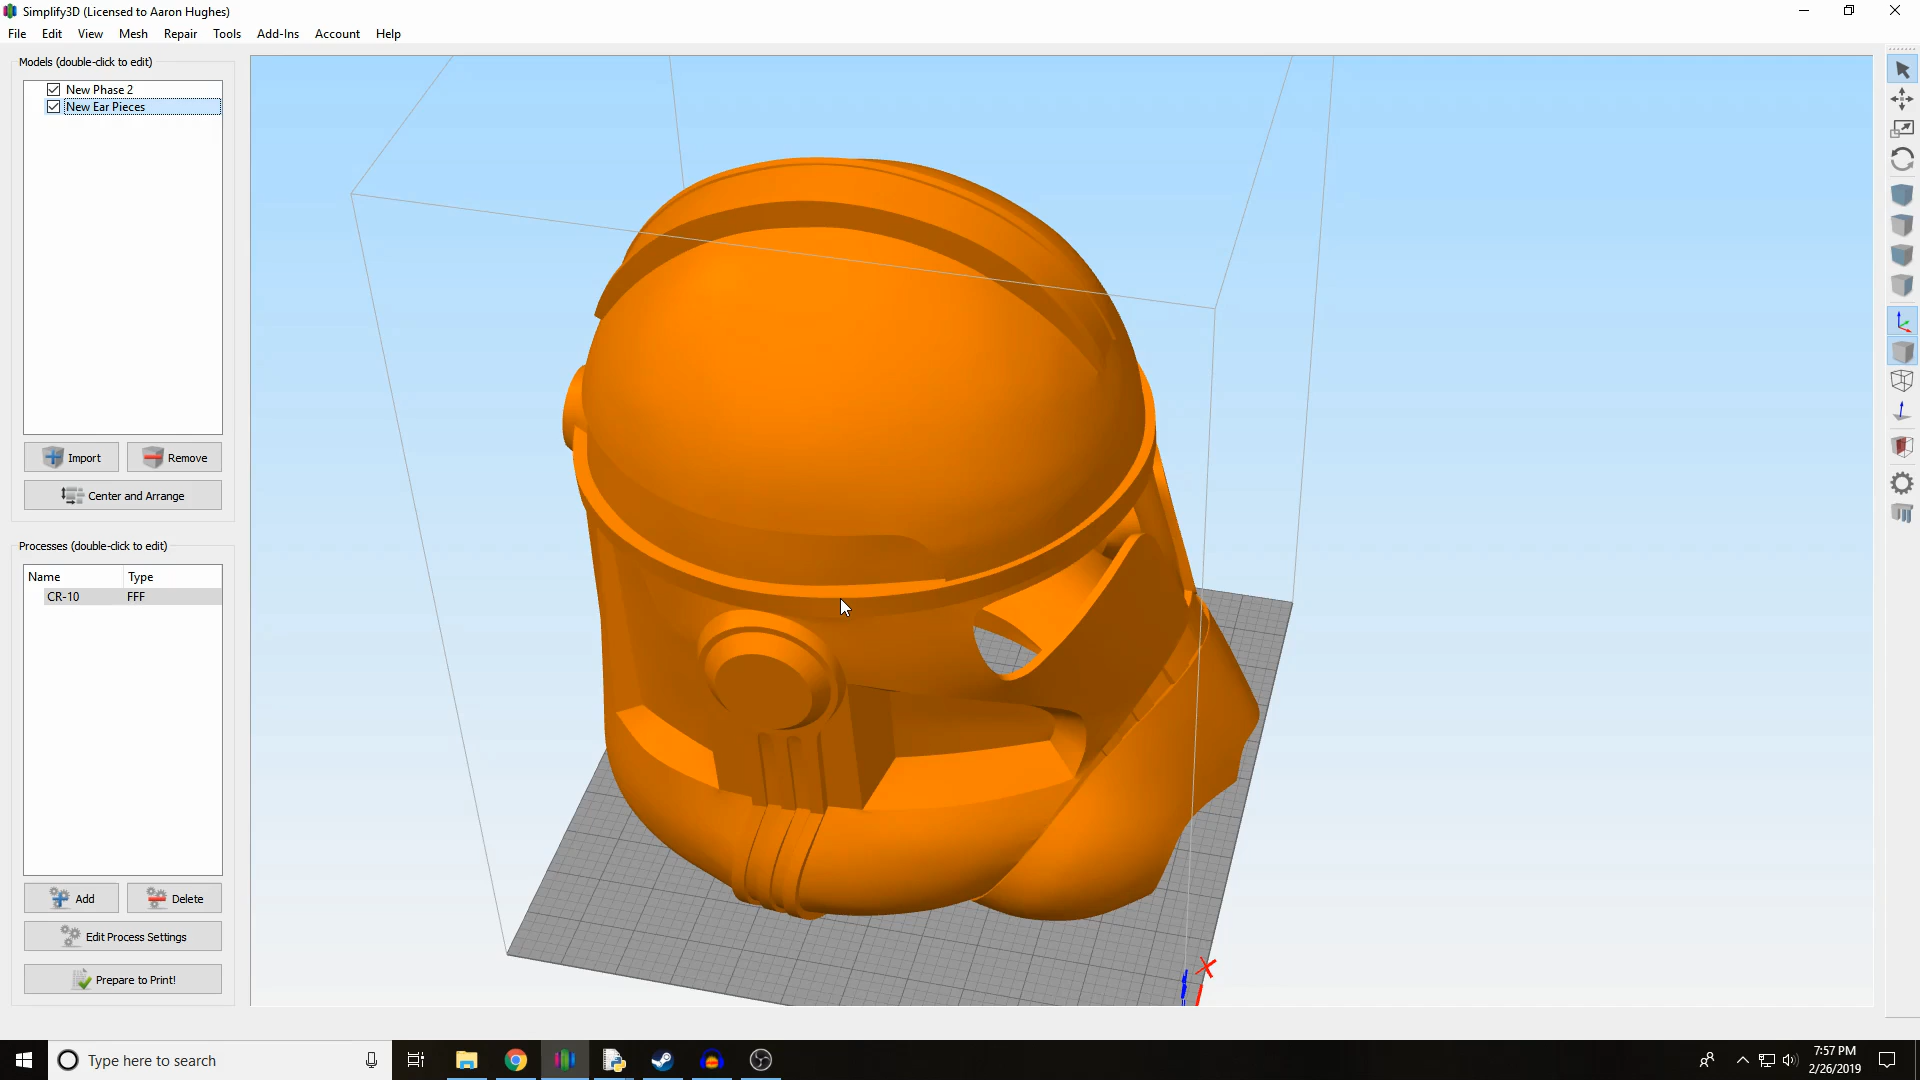 Simplify3D (Licensed to Aaron Hughes)
File Edit View Mesh Repair Tools Add-Ins Account Help
Models (double-click to edit)
New Phase 2
New Ear Pieces
Import Remove
Center and Arrange
Processes (double-click to edit)
Name Type
CR-10 FFF
Add Delete
Edit Process Settings
Prepare to Print!
X
Type here to search
7:57 PM
2/26/2019